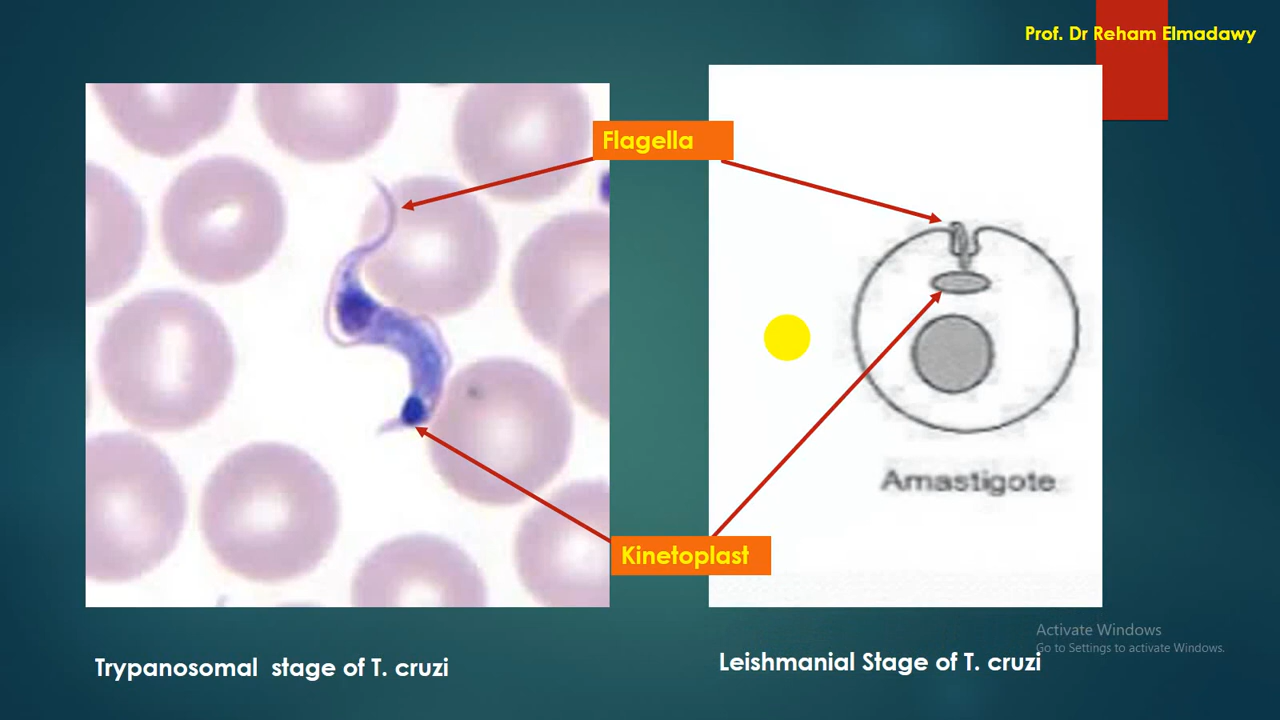 Prof. Dr Reham Elmadawy
Flagella
Amastigote
Kinetoplast
Activate Windows
Go to Settings to activate Windows.
Trypanosomal stage of T. cruzi
Leishmanial Stage of T. cruzi